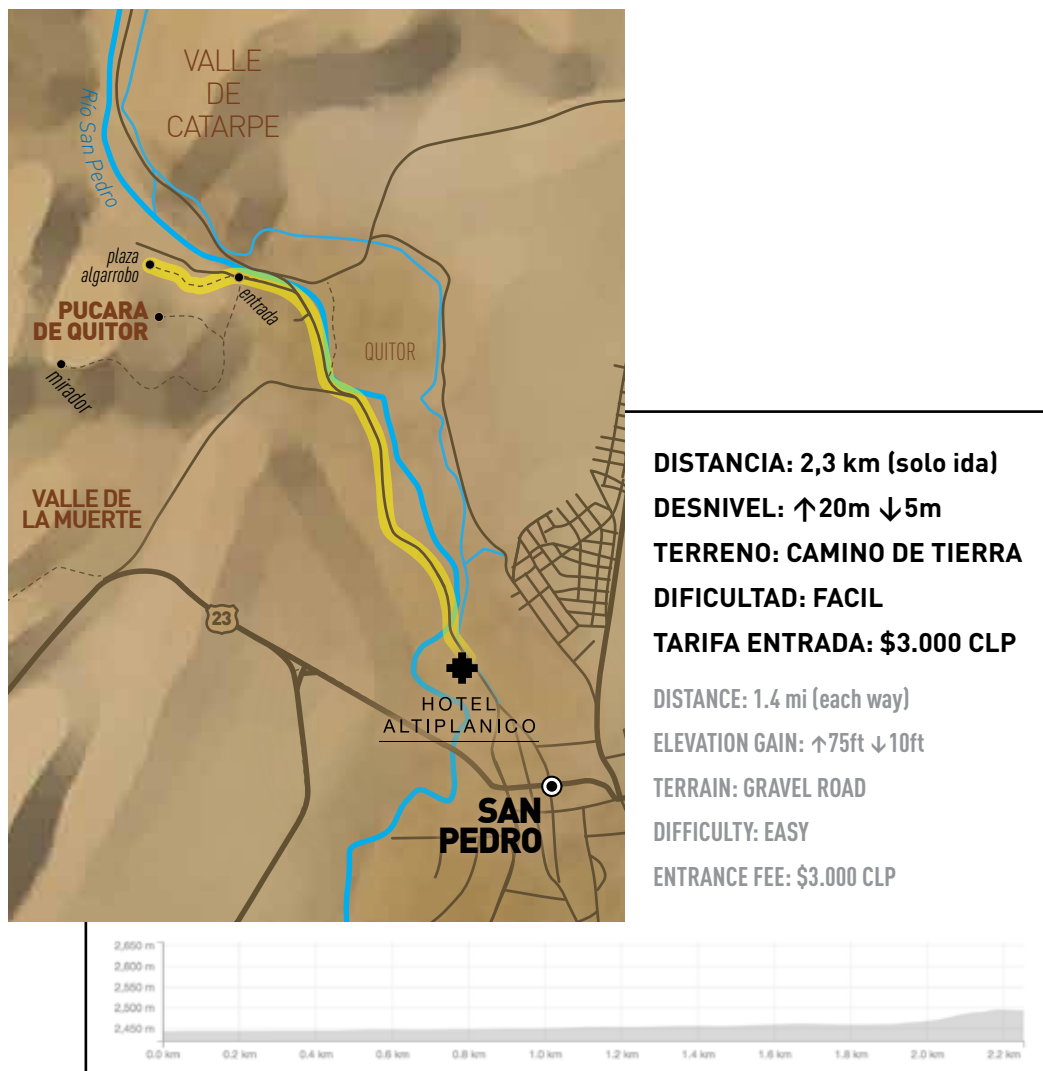 VALLE
DE
CATARPE
Río San Pedro
plaza
algarrobo
entrada
PUCARA
DE QUITOR
QUITOR
mirador
VALLE DE
LA MUERTE
23
HOTEL
ALTIPLANICO
SAN
PEDRO
DISTANCIA: 2,3 km (solo ida)
DESNIVEL: ↑20m ↓5m
TERRENO: CAMINO DE TIERRA
DIFICULTAD: FACIL
TARIFA ENTRADA: $3.000 CLP
DISTANCE: 1.4 mi (each way)
ELEVATION GAIN: ↑75ft ↓10ft
TERRAIN: GRAVEL ROAD
DIFFICULTY: EASY
ENTRANCE FEE: $3.000 CLP
2,650 m
2,600 m
2,550 m
2,500 m
2,450 m
0.0 km 0.2 km 0.4 km 0.6 km 0.8 km 1.0 km 1.2 km 1.4 km 1.6 km 1.8 km 2.0 km 2.2 km